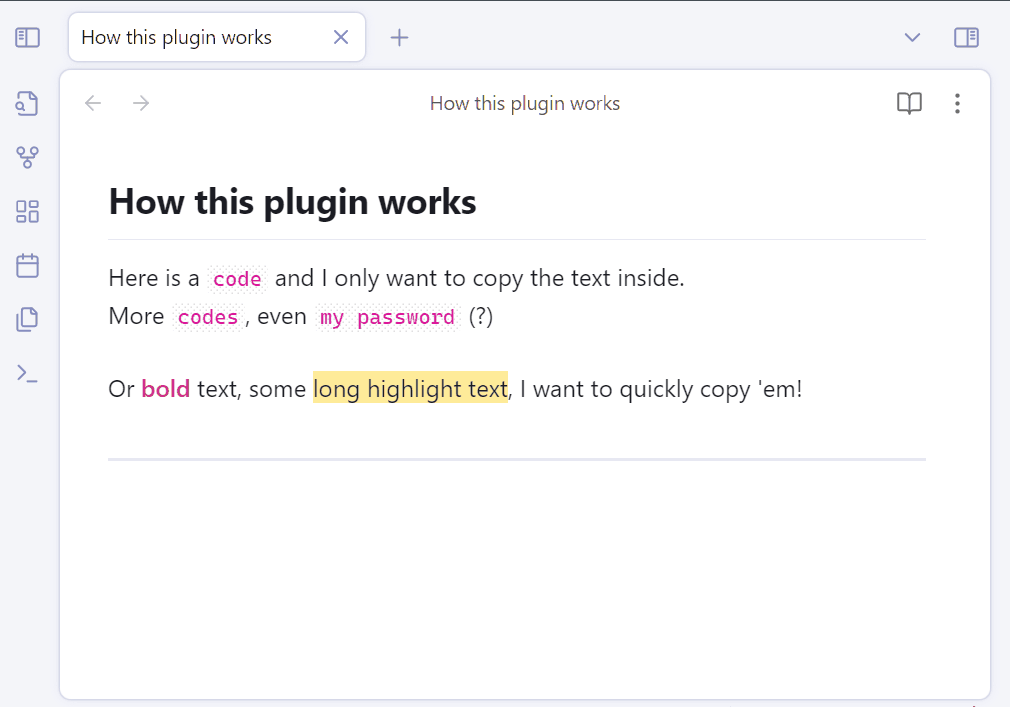 How this plugin works
How this plugin works
How this plugin works
Here is a code and I only want to copy the text inside.
More codes, even my password (?)
Or bold text, some long highlight text, I want to quickly copy 'em!